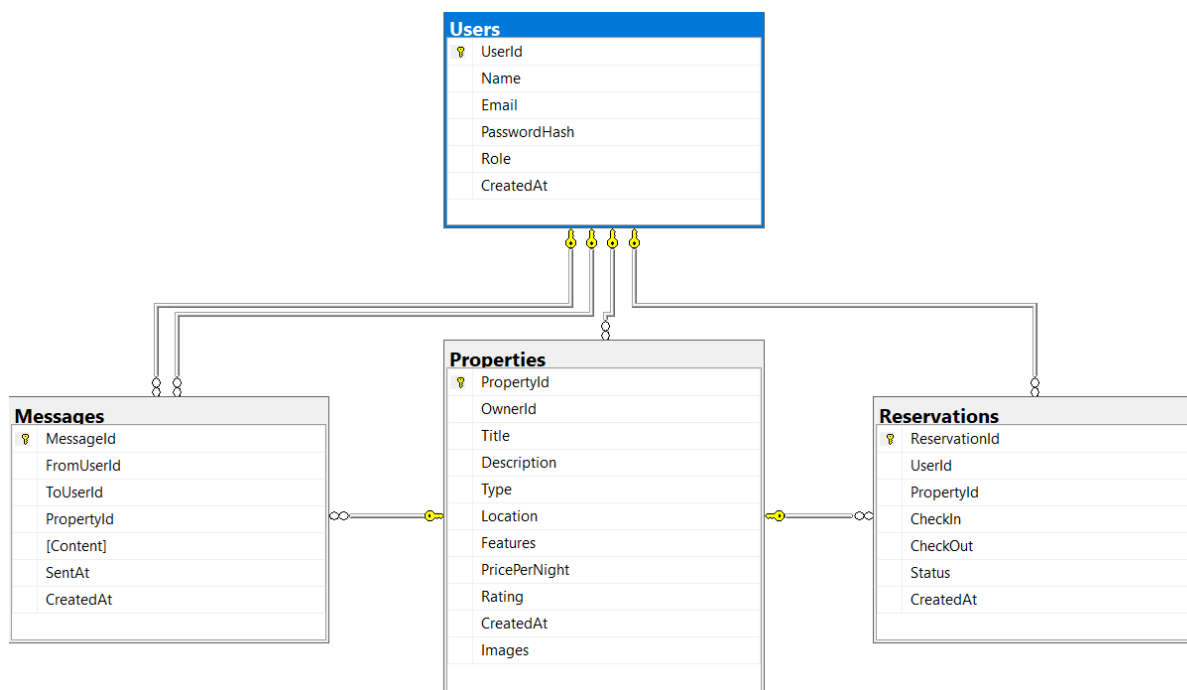 Users
UserId
Name
Email
PasswordHash
Role
CreatedAt
Messages
MessageId
FromUserId
ToUserId
PropertyId
[Content]
SentAt
CreatedAt
Properties
PropertyId
OwnerId
Title
Description
Type
Location
Features
PricePerNight
Rating
CreatedAt
Images
Reservations
ReservationId
UserId
PropertyId
CheckIn
CheckOut
Status
CreatedAt